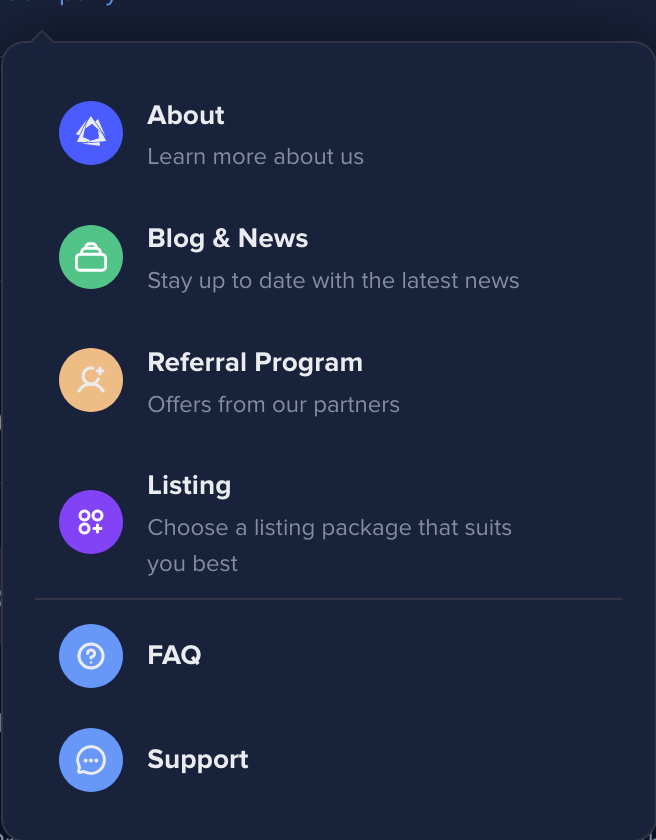 About
Learn more about us
Blog & News
Stay up to date with the latest news
Referral Program
Offers from our partners
Listing
Choose a listing package that suits
you best
FAQ
Support